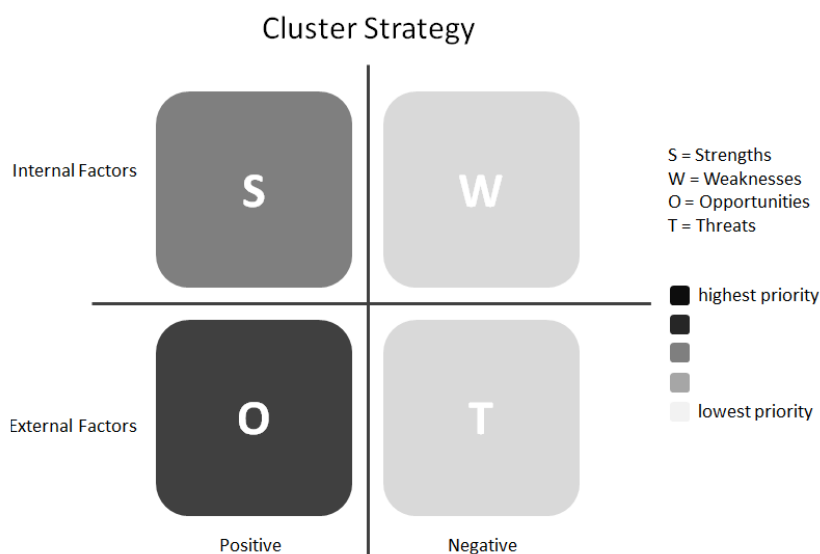 Cluster Strategy
Internal Factors
S
W
S = Strengths
W = Weaknesses
O = Opportunities
T = Threats
highest priority
lowest priority
External Factors
O
T
Positive
Negative